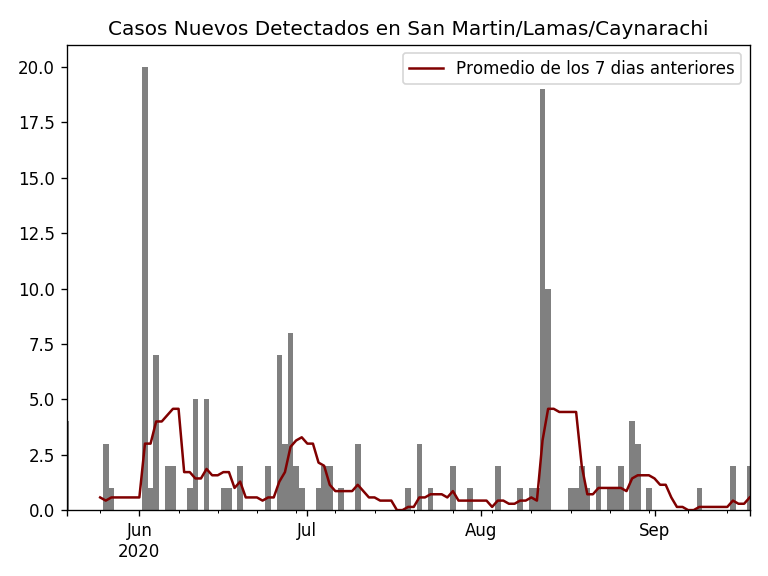 Casos Nuevos Detectados en San Martin/Lamas/Caynarachi
Promedio de los 7 dias anteriores
20.0
17.5
15.0
12.5
10.0
7.5
5.0
2.5
0.0
Jun
2020
Jul
Aug
Sep